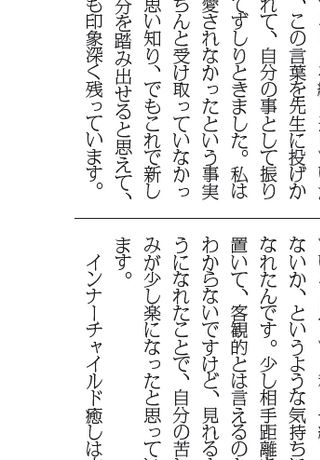 、この言葉を先生に投げか
れて、自分の事として振り
てずしりときました。私は
愛されなかったという事実
ちんと受け取っていなかっ
思い知り、でもこれで新し
分を踏み出せると思えて、
も印象深く残っています。
ないか、というような気持ち
なれたんです。少し相手距離
置いて、客観的とは言えるの
わからないですけど、見れる
うになれたことで、自分の苦
みが少し楽になったと思って
ます。
インナーチャイルド癒しは